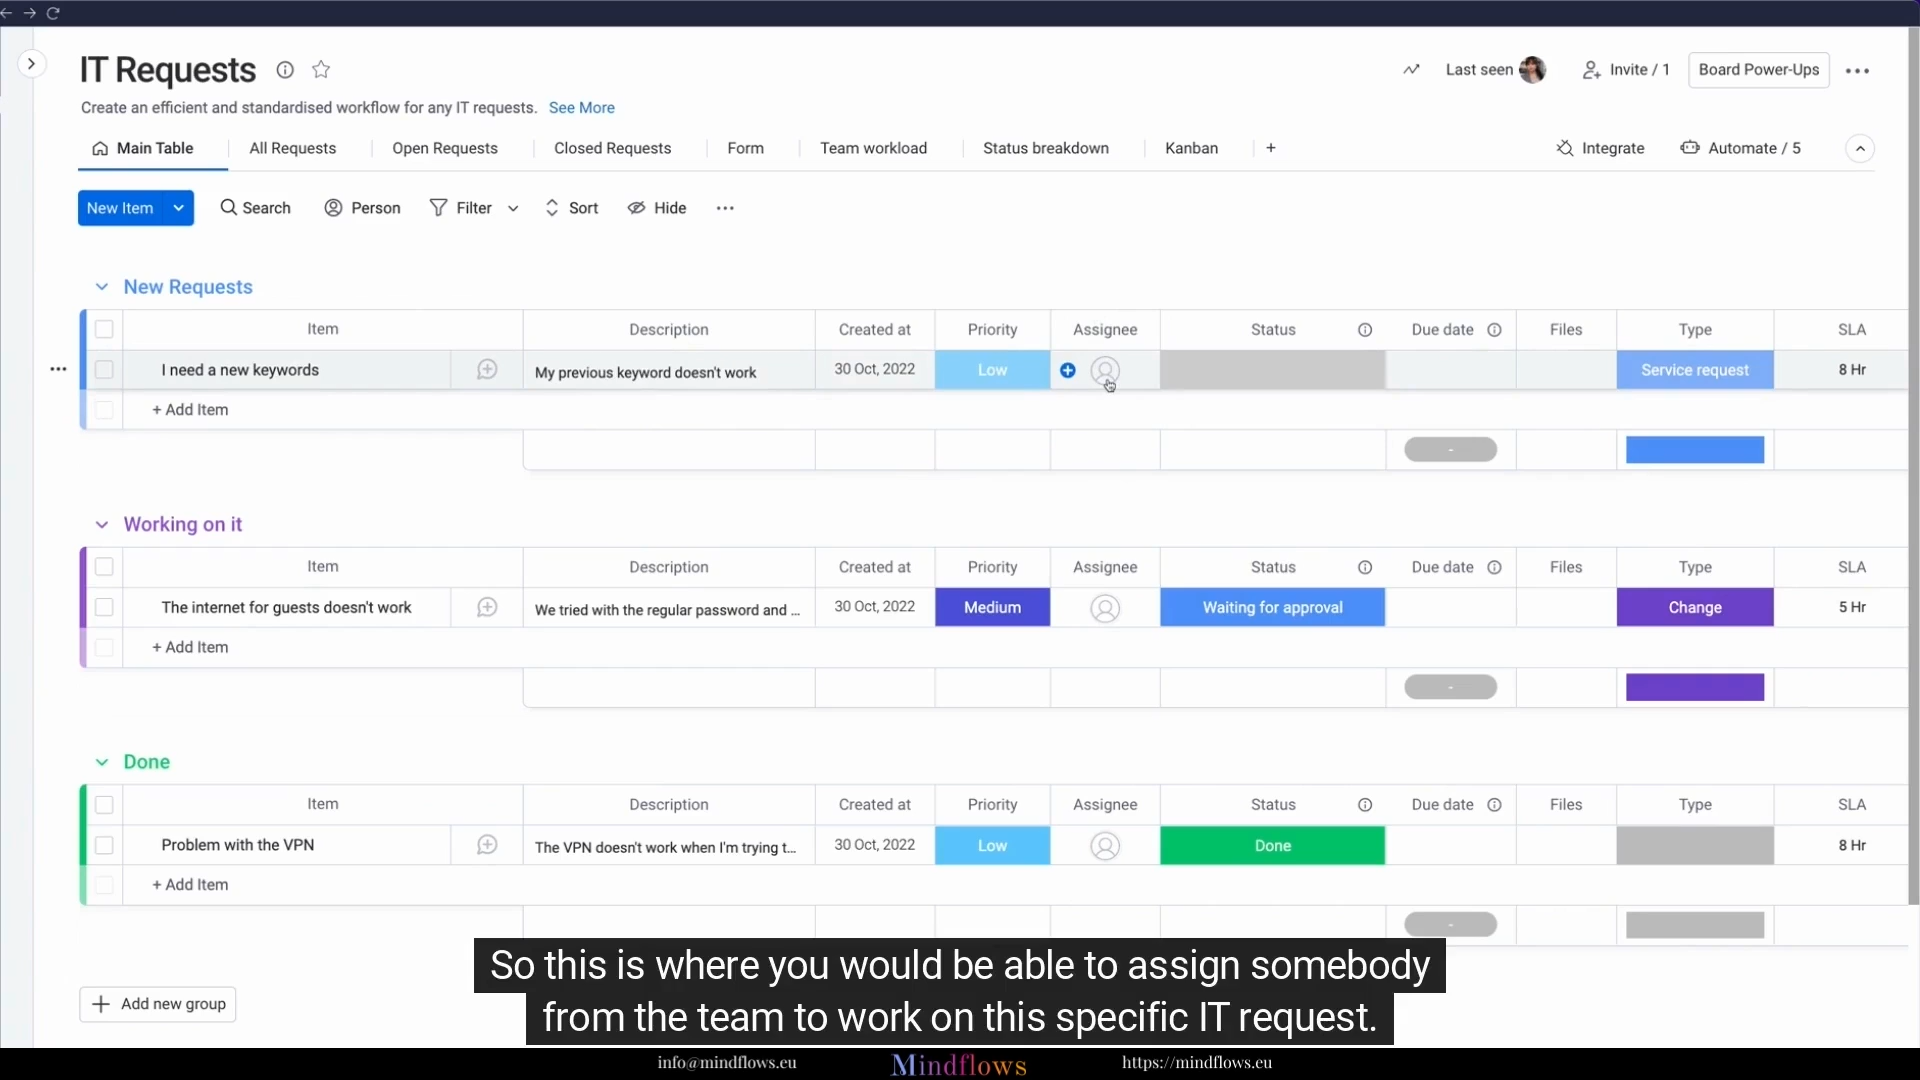 IT Requests
Last seen
Invite / 1
Board Power-Ups
Create an efficient and standardised workflow for any IT requests. See More
Main Table
All Requests
Open Requests
Closed Requests
Form
Team workload
Status breakdown
Kanban
+
Integrate
Automate / 5
New Item
Search
Person
Filter
Sort
Hide
New Requests
Item Description Created at Priority Assignee Status Due date Files Type SLA
I need a new keywords My previous keyword doesn't work 30 Oct, 2022 Low Service request 8 Hr
+ Add Item
-
Working on it
Item Description Created at Priority Assignee Status Due date Files Type SLA
The internet for guests doesn't work We tried with the regular password and ... 30 Oct, 2022 Medium Waiting for approval Change 5 Hr
+ Add Item
-
Done
Item Description Created at Priority Assignee Status Due date Files Type SLA
Problem with the VPN The VPN doesn't work when I'm trying t... 30 Oct, 2022 Low Done 8 Hr
+ Add Item
-
Add new group
So this is where you would be able to assign somebody
from the team to work on this specific IT request.
info@mindflows.eu Mindflows https://mindflows.eu